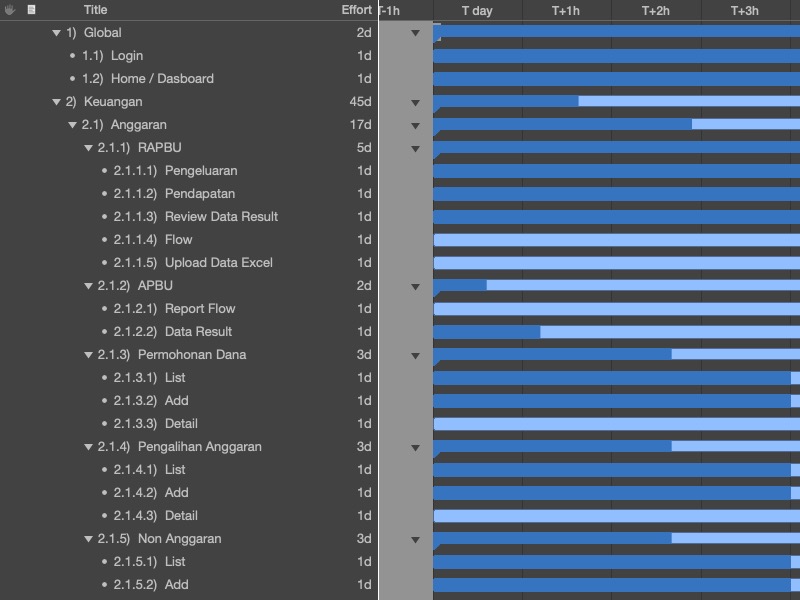 Title Effort T-1h T day T+1h T+2h T+3h
1) Global 2d
1.1) Login 1d
1.2) Home / Dasboard 1d
2) Keuangan 45d
2.1) Anggaran 17d
2.1.1) RAPBU 5d
2.1.1.1) Pengeluaran 1d
2.1.1.2) Pendapatan 1d
2.1.1.3) Review Data Result 1d
2.1.1.4) Flow 1d
2.1.1.5) Upload Data Excel 1d
2.1.2) APBU 2d
2.1.2.1) Report Flow 1d
2.1.2.2) Data Result 1d
2.1.3) Permohonan Dana 3d
2.1.3.1) List 1d
2.1.3.2) Add 1d
2.1.3.3) Detail 1d
2.1.4) Pengalihan Anggaran 3d
2.1.4.1) List 1d
2.1.4.2) Add 1d
2.1.4.3) Detail 1d
2.1.5) Non Anggaran 3d
2.1.5.1) List 1d
2.1.5.2) Add 1d